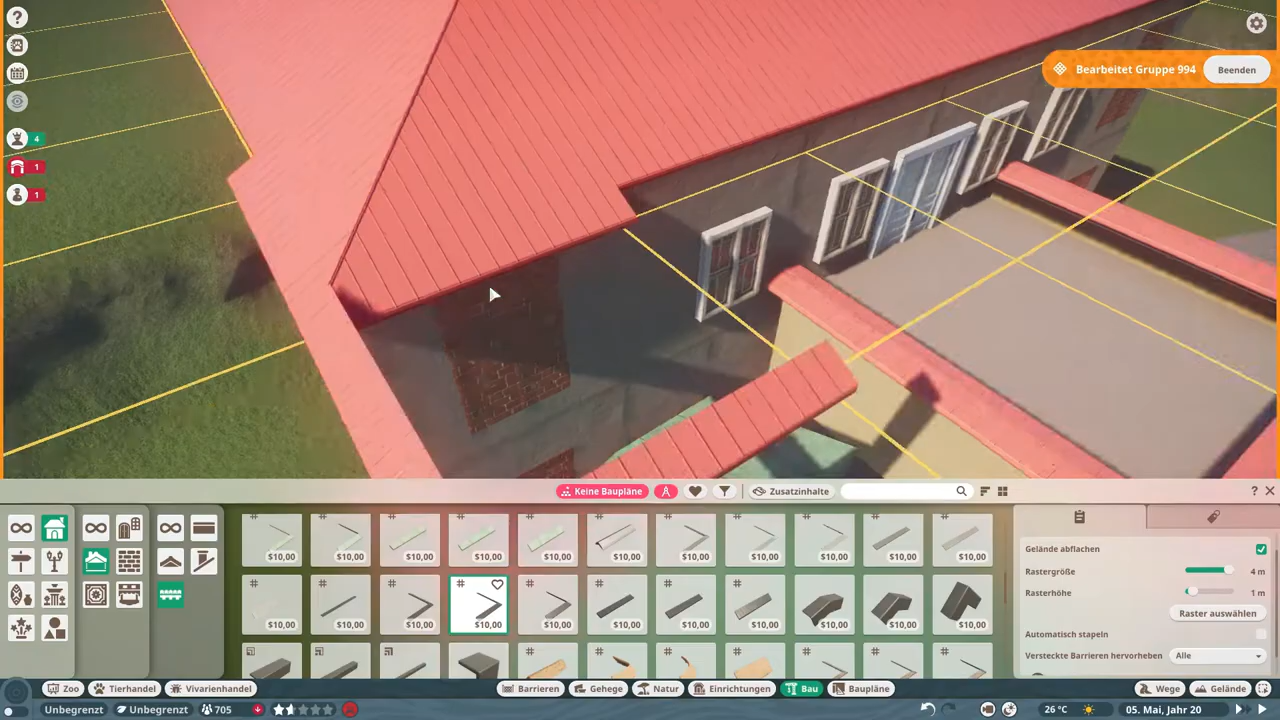 ?
Bearbeitet Gruppe 994
Beenden
4
1
1
Keine Baupläne
Zusatzinhalte
? ×
$10,00 $10,00 $10,00 $10,00 $10,00 $10,00 $10,00 $10,00 $10,00 $10,00 $10,00
$10,00 $10,00 $10,00 $10,00 $10,00 $10,00 $10,00 $10,00 $10,00 $10,00 $10,00
Gelände abflachen
Rastergröße 4 m
Rasterhöhe 1 m
Raster auswählen
Automatisch stapeln
Versteckte Barrieren hervorheben Alle
Zoo Tierhandel Vivarienhandel Barrieren Gehege Natur Einrichtungen Bau Baupläne Wege Gelände
Unbegrenzt Unbegrenzt 705 26 °C 05. Mai, Jahr 20